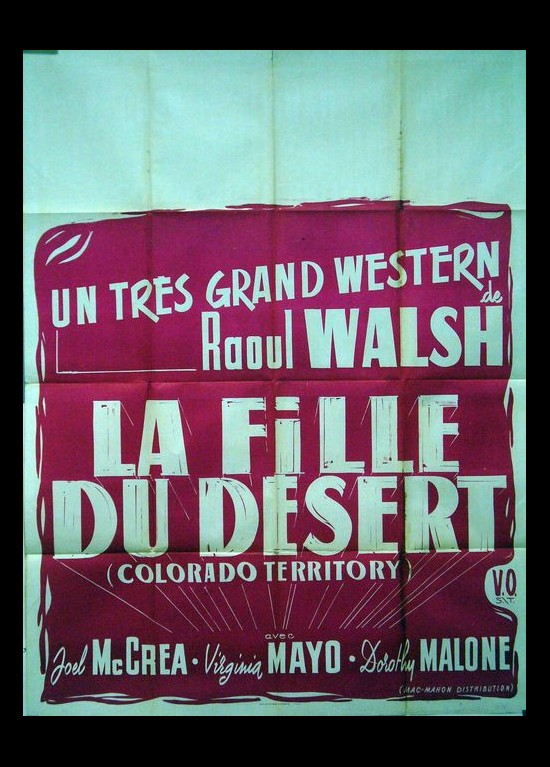 UN TRÈS GRAND WESTERN
de
Raoul WALSH
LA FiLLE
DU DESERT
(COLORADO TERRITORY)
V.O.
S/T.
avec
Joel McCREA • Virginia MAYO • Dorothy MALONE
(MAC-MAHON DISTRIBUTION)